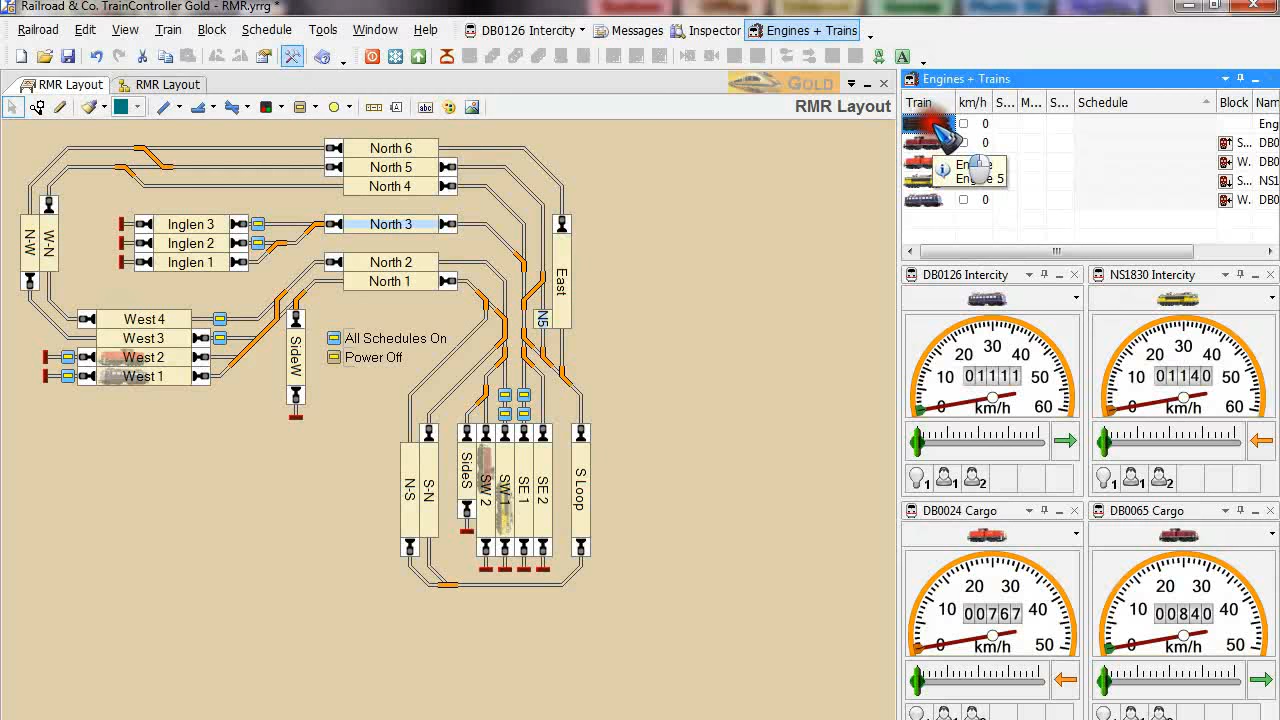 Railroad & Co. TrainController Gold - RMR.yrrg *
Railroad Edit View Train Block Schedule Tools Window Help
DB0126 Intercity Messages Inspector Engines + Trains
RMR Layout RMR Layout GOLD
Engines + Trains
RMR Layout
Train km/h S... M... S... Schedule Block
0 Eng
0 S... DB0
W. DB0
Engine 5
S... NS1
0 W. DB0
North 6
North 5
North 4
North 3
North 2
North 1
Inglen 3
Inglen 2
Inglen 1
N-W
W-N
West 4
West 3
West 2
West 1
SideW
All Schedules On
Power Off
East
N5
N-S
S-N
SideS
SW 2
SW 1
SE 1
SE 2
S Loop
DB0126 Intercity
0 10 20 30 40 50 60
01111
km/h
1 1 2
NS1830 Intercity
0 10 20 30 40 50 60
01140
km/h
1 1 2
DB0024 Cargo
0 10 20 30 40 50
00767
km/h
DB0065 Cargo
0 10 20 30 40 50
00840
km/h